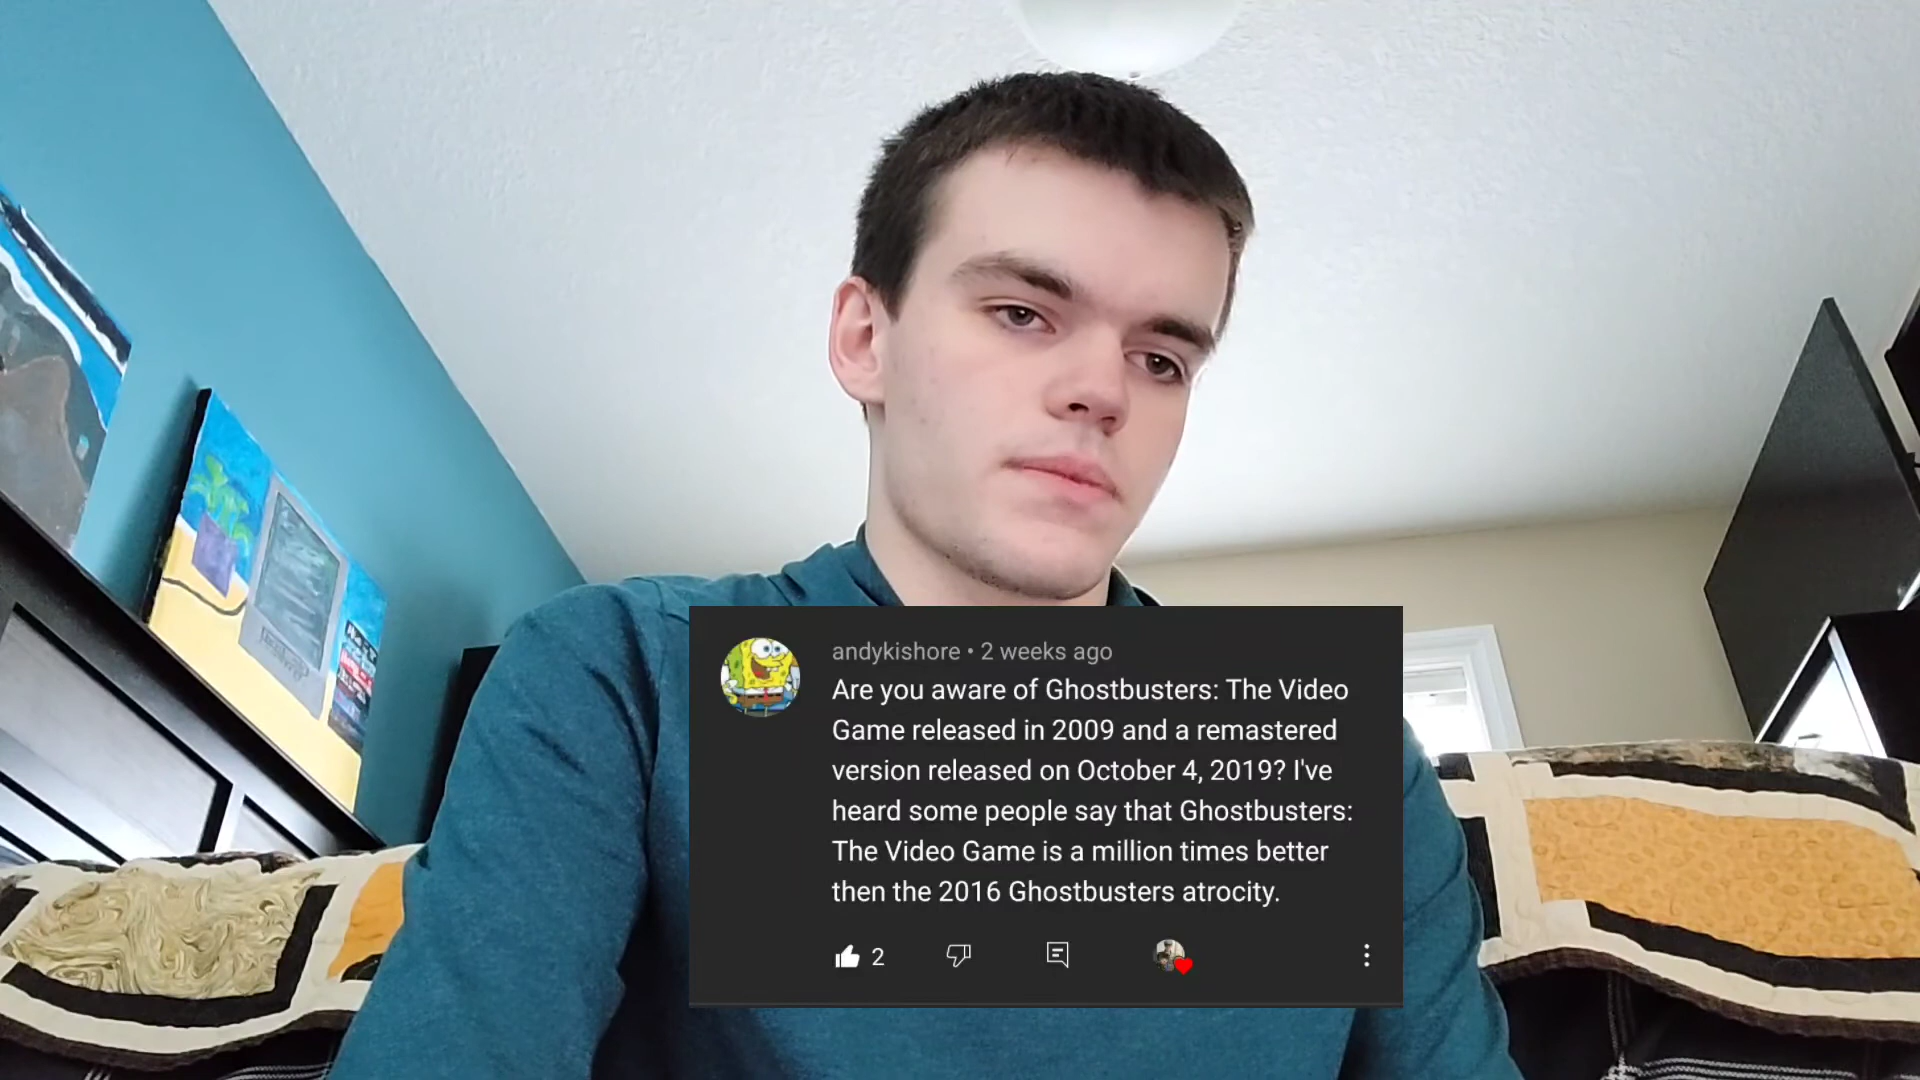 andykishore • 2 weeks ago
Are you aware of Ghostbusters: The Video
Game released in 2009 and a remastered
version released on October 4, 2019? I've
heard some people say that Ghostbusters:
The Video Game is a million times better
then the 2016 Ghostbusters atrocity.
2